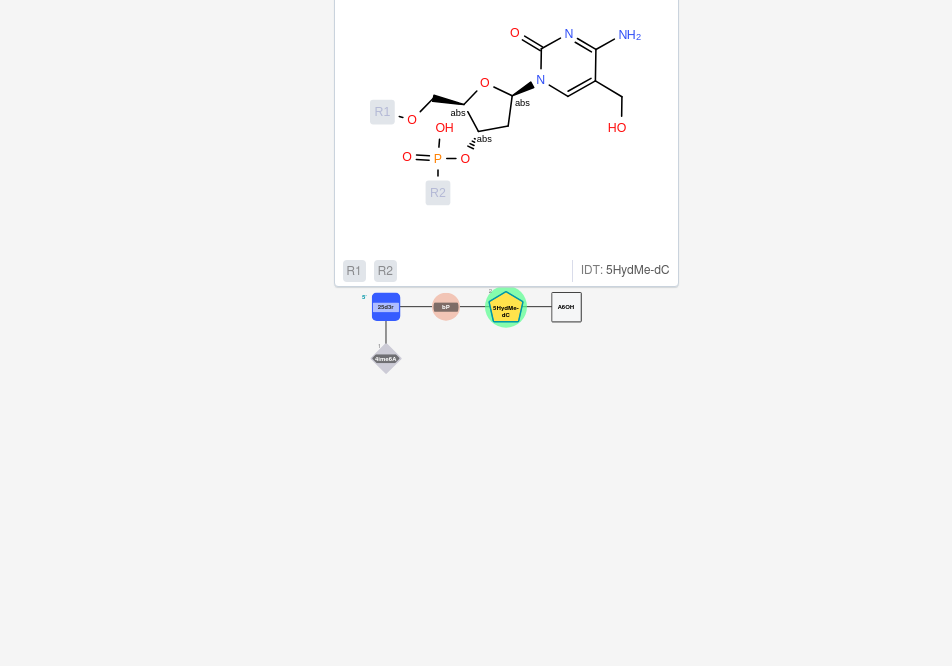 O
N
NH2
N
O
abs
abs
R1
O
OH
abs
HO
O
P
O
R2
R1
R2
IDT: 5HydMe-dC
5'
25d3r
bP
5HydMe-
dC
A6OH
4ime6A